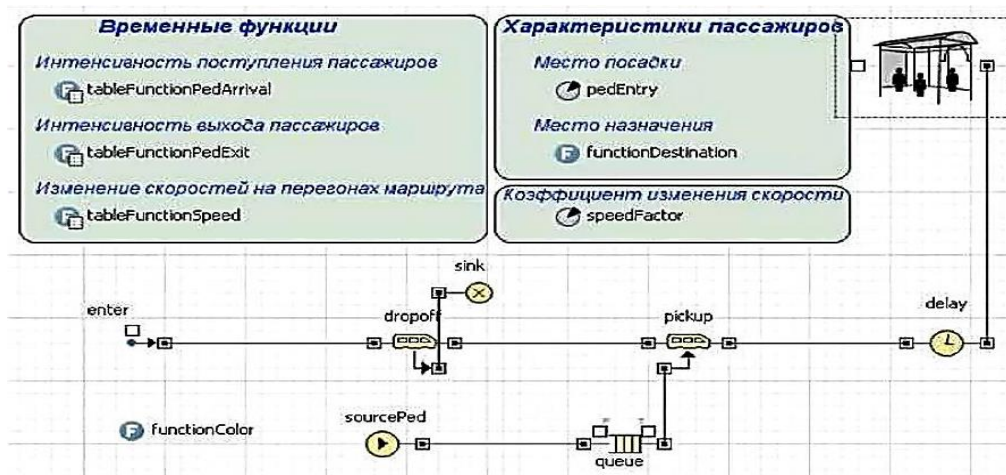 Временные функции
Интенсивность поступления пассажиров
tableFunctionPedArrival
Интенсивность выхода пассажиров
tableFunctionPedExit
Изменение скоростей на перегонах маршрута
tableFunctionSpeed
Характеристики пассажиров
Место посадки
pedEntry
Место назначения
functionDestination
Коэффициент изменения скорости
speedFactor
sink
enter
dropoff
pickup
delay
sourcePed
functionColor
queue